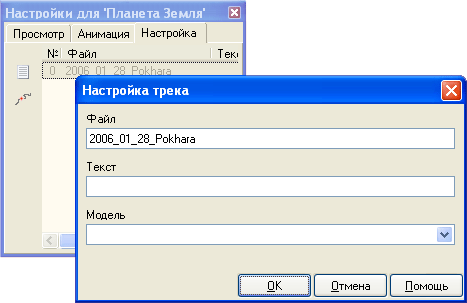 Настройки для 'Планета Земля'
Просмотр Анимация Настройка
№ Файл Текс
0 2006_01_28_Pokhara
Настройка трека
Файл
2006_01_28_Pokhara
Текст
Модель
OK Отмена Помощь